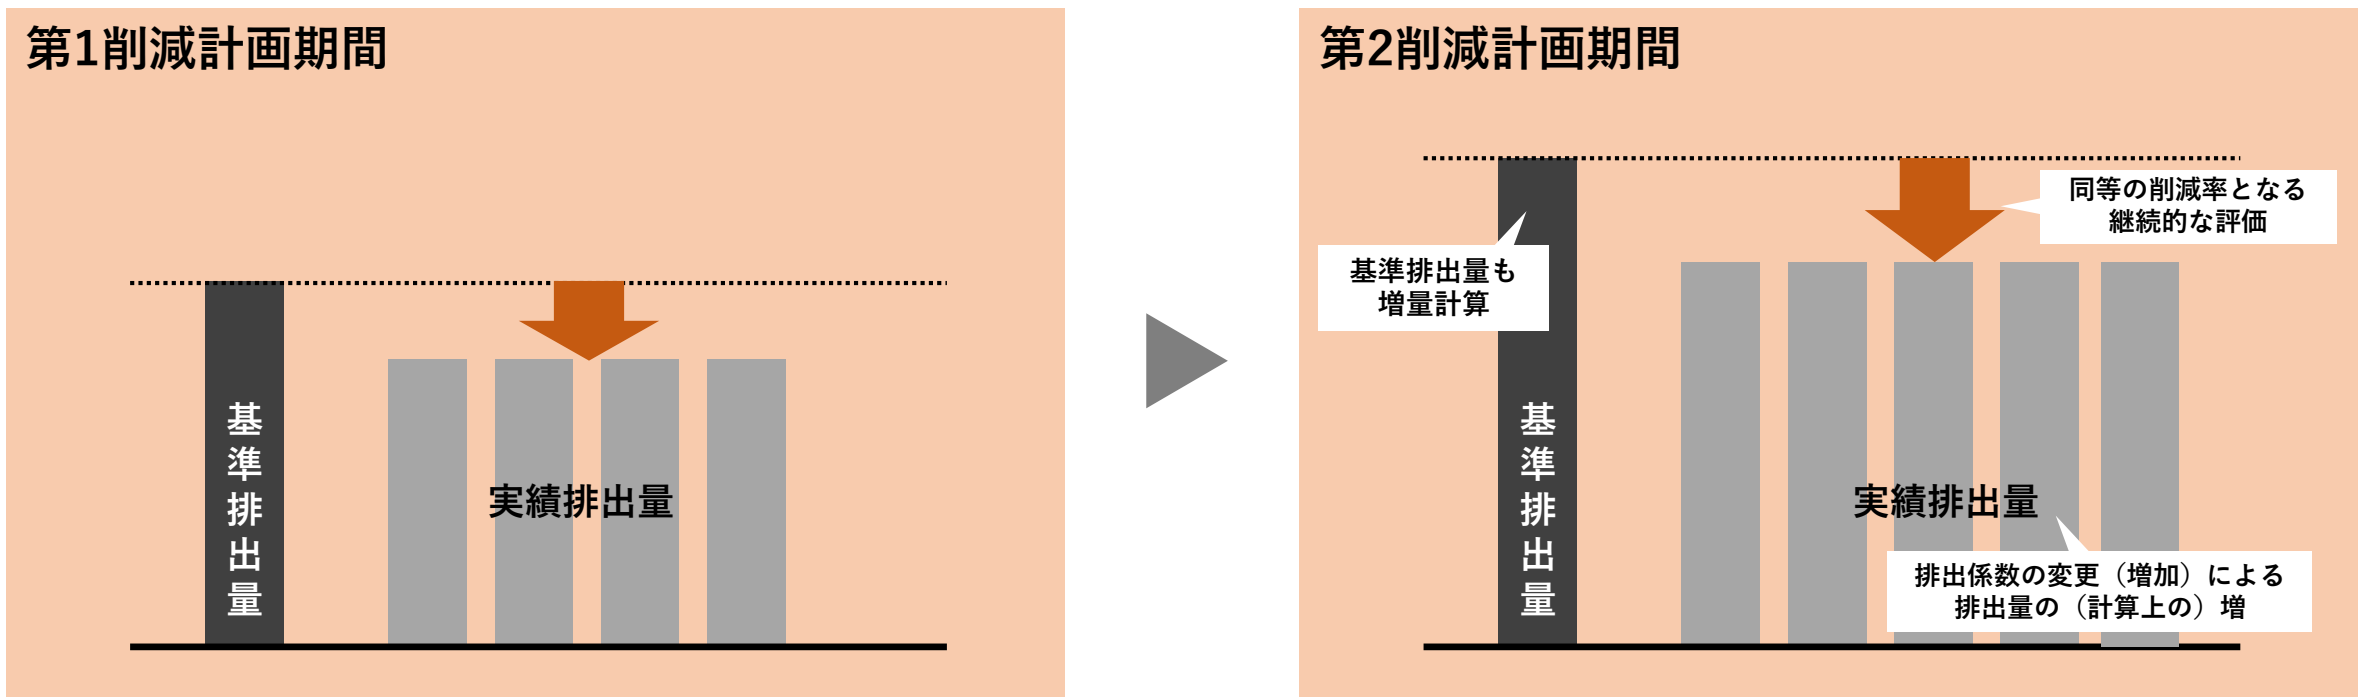 第1削減計画期間
基準排出量
実績排出量
第2削減計画期間
同等の削減率となる
継続的な評価
基準排出量も
増量計算
基準排出量
実績排出量
排出係数の変更（増加）による
排出量の（計算上の）増